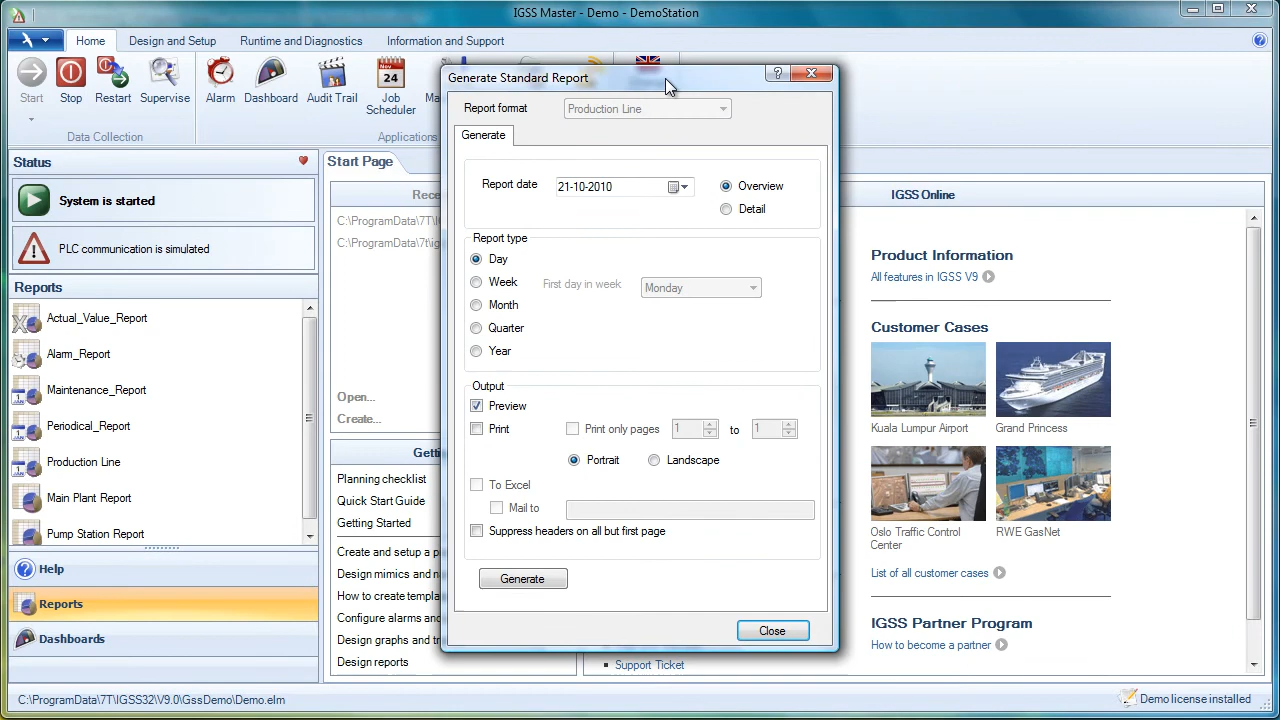 IGSS Master - Demo - DemoStation
Home
Design and Setup
Runtime and Diagnostics
Information and Support
Start
Stop
Restart
Supervise
Alarm
Dashboard
Audit Trail
Nov
24
Job
Scheduler
Data Collection
Applications
Generate Standard Report
Report format
Production Line
Generate
Report date
21-10-2010
Overview
Detail
Report type
Day
Week
First day in week
Monday
Month
Quarter
Year
Output
Preview
Print
Print only pages
1
to
1
Portrait
Landscape
To Excel
Mail to
Suppress headers on all but first page
Generate
Close
Status
System is started
PLC communication is simulated
Reports
Actual_Value_Report
Alarm_Report
Maintenance_Report
Periodical_Report
Production Line
Main Plant Report
Pump Station Report
Help
Reports
Dashboards
Start Page
C:\ProgramData\7T\I
C:\ProgramData\7t\ig
Open...
Create...
Planning checklist
Quick Start Guide
Getting Started
Create and setup a p
Design mimics and n
How to create templa
Configure alarms and
Design graphs and tr
Design reports
Support Ticket
IGSS Online
Product Information
All features in IGSS V9
Customer Cases
Kuala Lumpur Airport
Grand Princess
Oslo Traffic Control
Center
RWE GasNet
List of all customer cases
IGSS Partner Program
How to become a partner
C:\ProgramData\7T\IGSS32\V9.0\GssDemo\Demo.elm
Demo license installed